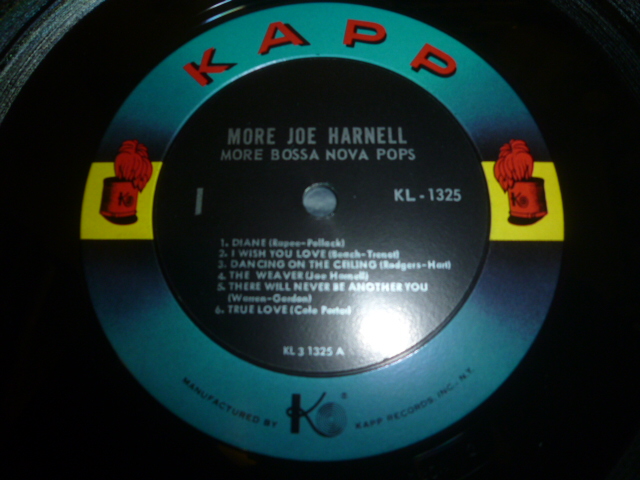 KAPP
MORE JOE HARNELL
MORE BOSSA NOVA POPS
I
KL - 1325
1. DIANE (Rapee-Pollack)
2. I WISH YOU LOVE (Beach-Trenet)
3. DANCING ON THE CEILING (Rodgers-Hart)
4. THE WEAVER (Joe Harnell)
5. THERE WILL NEVER BE ANOTHER YOU
(Warren-Gordon)
6. TRUE LOVE (Cole Porter)
KL 3 1325 A
MANUFACTURED BY K KAPP RECORDS, INC., N.Y.